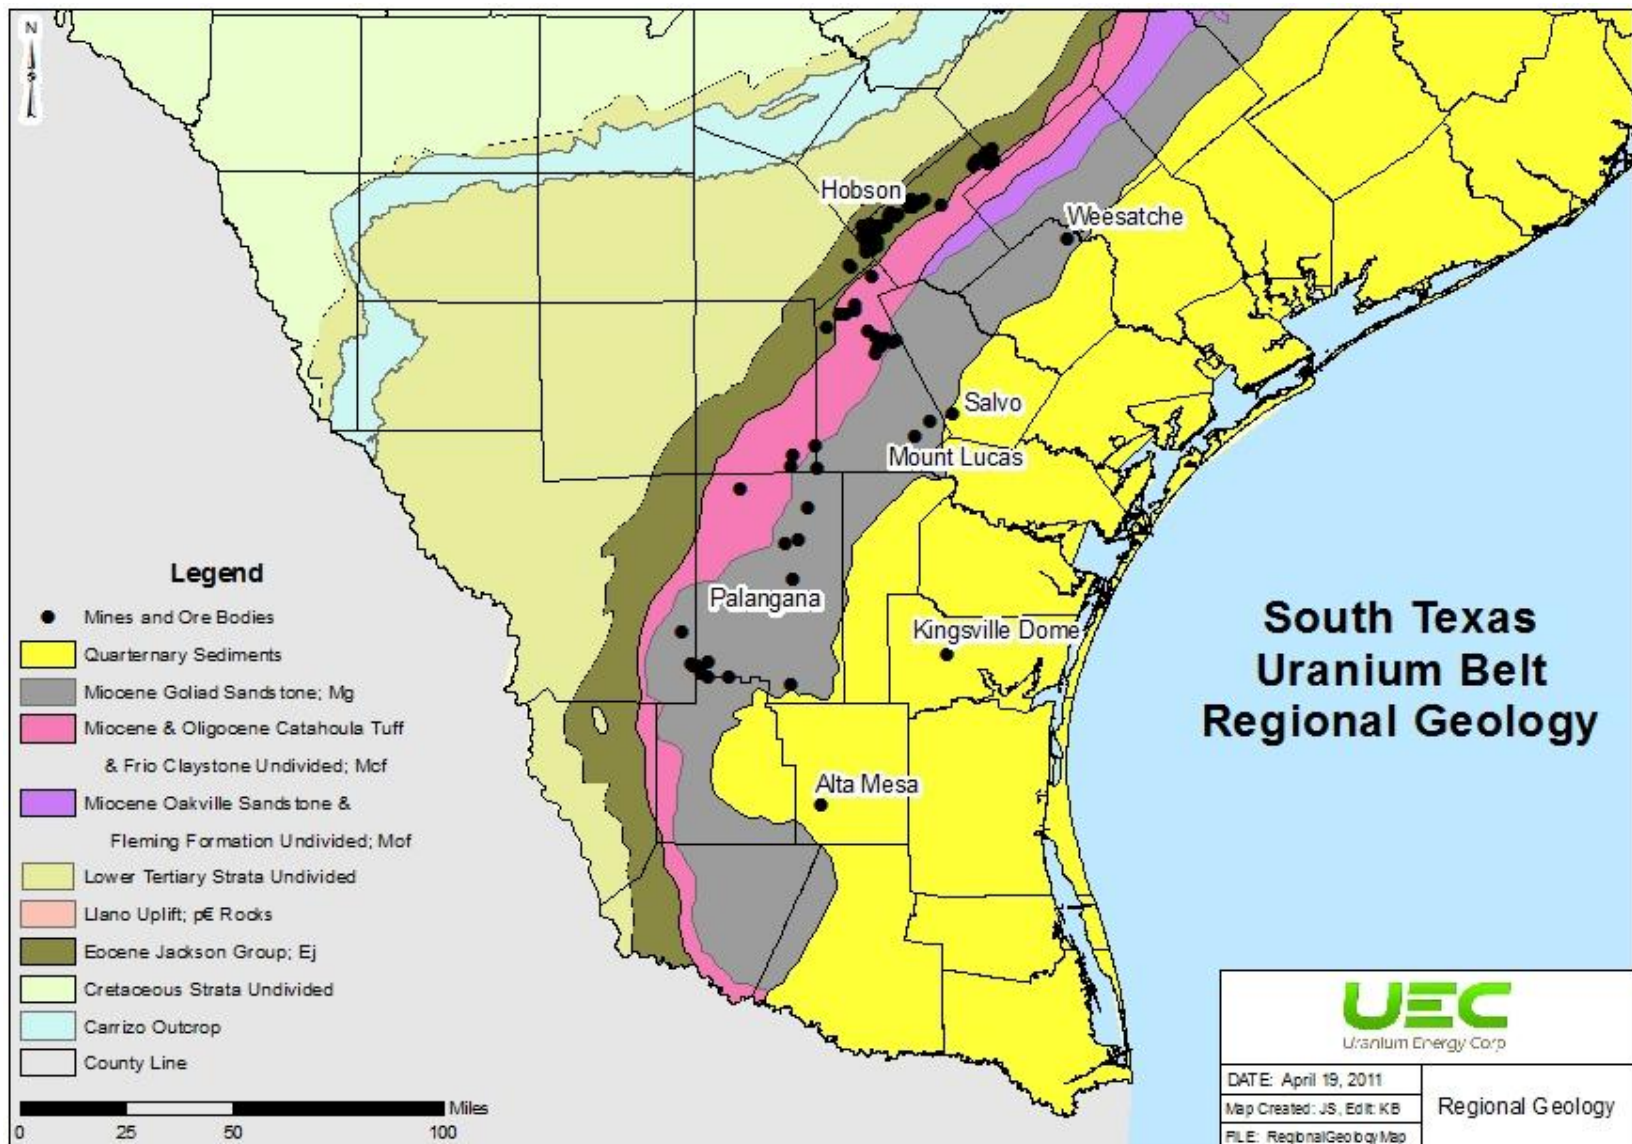 N
S
Hobson
Weesatche
Salvo
Mount Lucas
Palangana
Kingsville Dome
Alta Mesa
South Texas
Uranium Belt
Regional Geology
Legend
Mines and Ore Bodies
Quarternary Sediments
Miocene Goliad Sandstone; Mg
Miocene & Oligocene Catahoula Tuff
& Frio Claystone Undivided; Mcf
Miocene Oakville Sandstone &
Fleming Formation Undivided; Mof
Lower Tertiary Strata Undivided
Llano Uplift; p€ Rocks
Eocene Jackson Group; Ej
Cretaceous Strata Undivided
Carrizo Outcrop
County Line
Miles
0 25 50 100
UEC
Uranium Energy Corp
DATE: April 19, 2011
Map Created: JS, Edit: KB
FILE: RegionalGeologyMap
Regional Geology